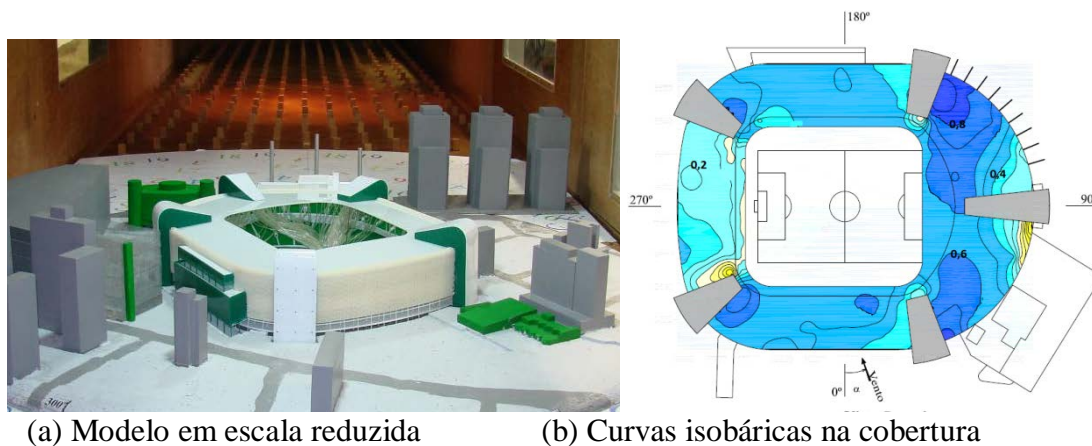 180º
0,8
0,2
0,4
270º
90
0,6
0º
α
Vento
300º
(a) Modelo em escala reduzida
(b) Curvas isobáricas na cobertura